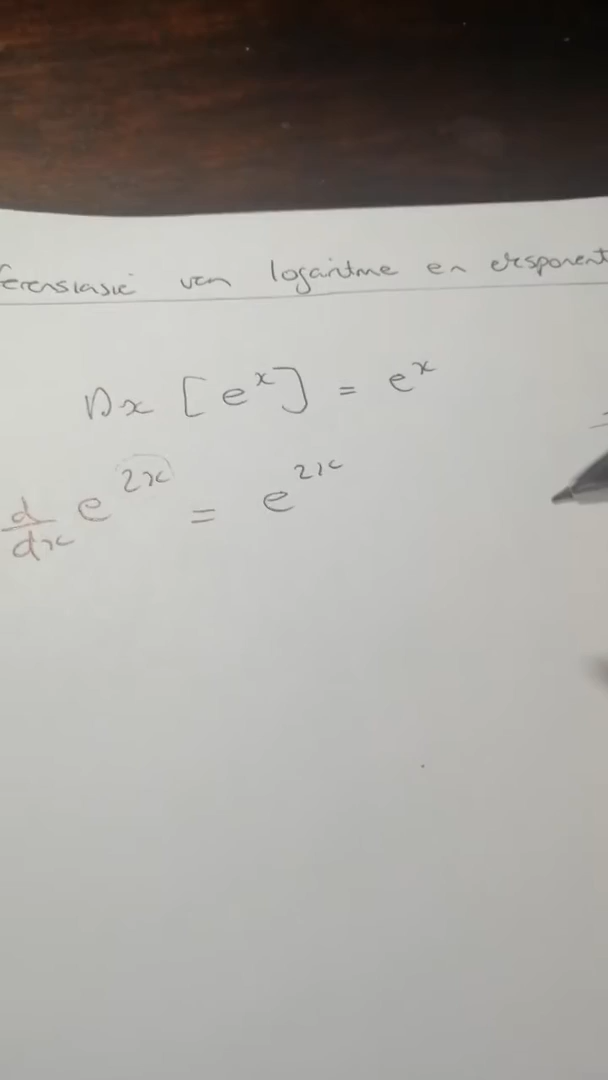 ferensiasie van logaritme en eksponent
Dx [e^x] = e^x
d/dx e^{2x} = e^{2x}